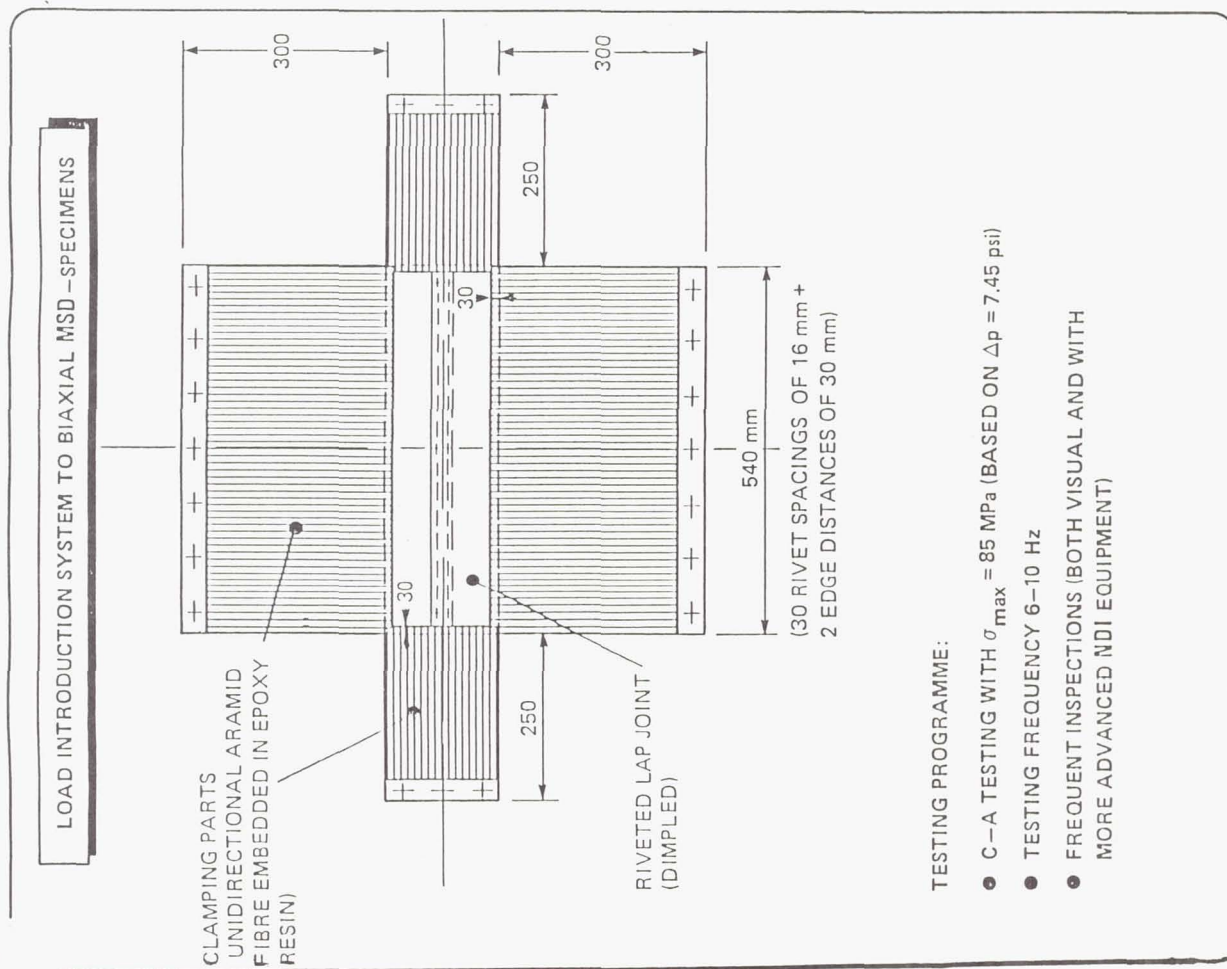 LOAD INTRODUCTION SYSTEM TO BIAXIAL MSD-SPECIMENS
CLAMPING PARTS
UNIDIRECTIONAL ARAMID
FIBRE EMBEDDED IN EPOXY
RESIN)
300
300
250
250
30
30
RIVETED LAP JOINT
(DIMPLED)
540 mm
(30 RIVET SPACINGS OF 16 mm +
2 EDGE DISTANCES OF 30 mm)
TESTING PROGRAMME:
● C-A TESTING WITH σmax = 85 MPa (BASED ON Δp = 7.45 psi)
● TESTING FREQUENCY 6-10 Hz
● FREQUENT INSPECTIONS (BOTH VISUAL AND WITH
MORE ADVANCED NDI EQUIPMENT)